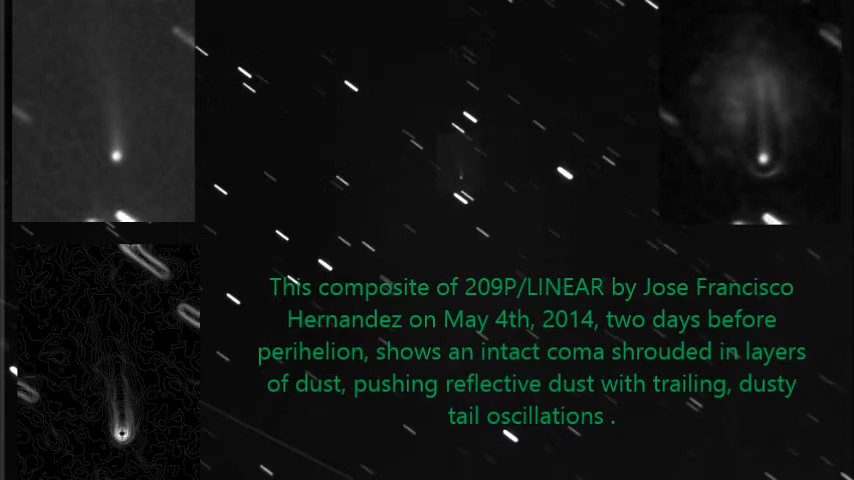 This composite of 209P/LINEAR by Jose Francisco
Hernandez on May 4th, 2014, two days before
perihelion, shows an intact coma shrouded in layers
of dust, pushing reflective dust with trailing, dusty
tail oscillations .